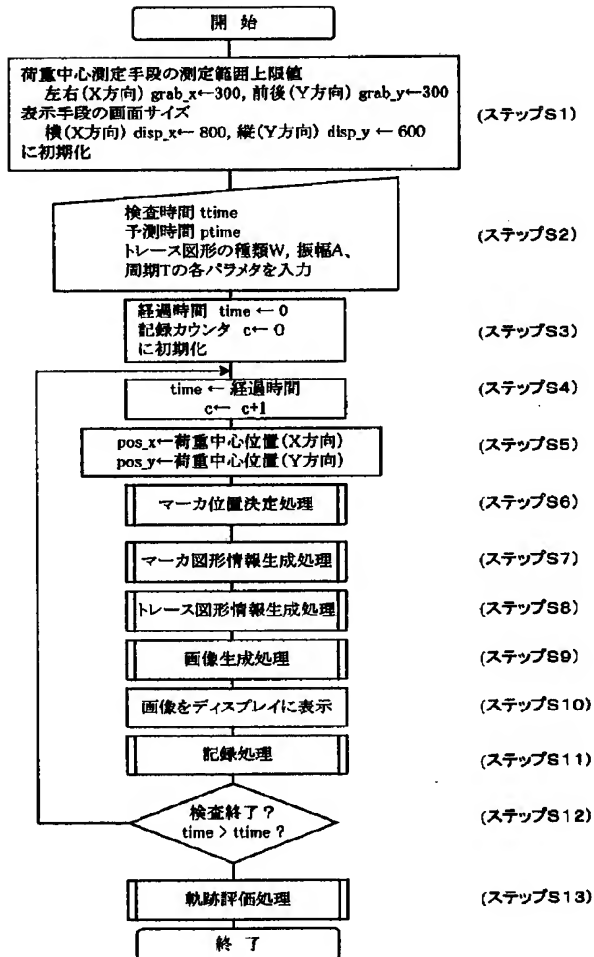 開 始
荷重中心測定手段の測定範囲上限値
左右(X方向) grab_x←300, 前後(Y方向) grab_y←300
表示手段の画面サイズ
横(X方向) disp_x← 800, 縦(Y方向) disp_y ← 600
に初期化
(ステップS1)
検査時間 ttime
予測時間 ptime
トレース図形の種類W, 振幅A、
周期Tの各パラメタを入力
(ステップS2)
経過時間 time ← 0
記録カウンタ c← 0
に初期化
(ステップS3)
time ← 経過時間
c← c+1
(ステップS4)
pos_x←荷重中心位置(X方向)
pos_y←荷重中心位置(Y方向)
(ステップS5)
マーカ位置決定処理
(ステップS6)
マーカ図形情報生成処理
(ステップS7)
トレース図形情報生成処理
(ステップS8)
画像生成処理
(ステップS9)
画像をディスプレイに表示
(ステップS10)
記録処理
(ステップS11)
検査終了?
time > ttime ?
(ステップS12)
軌跡評価処理
(ステップS13)
終 了